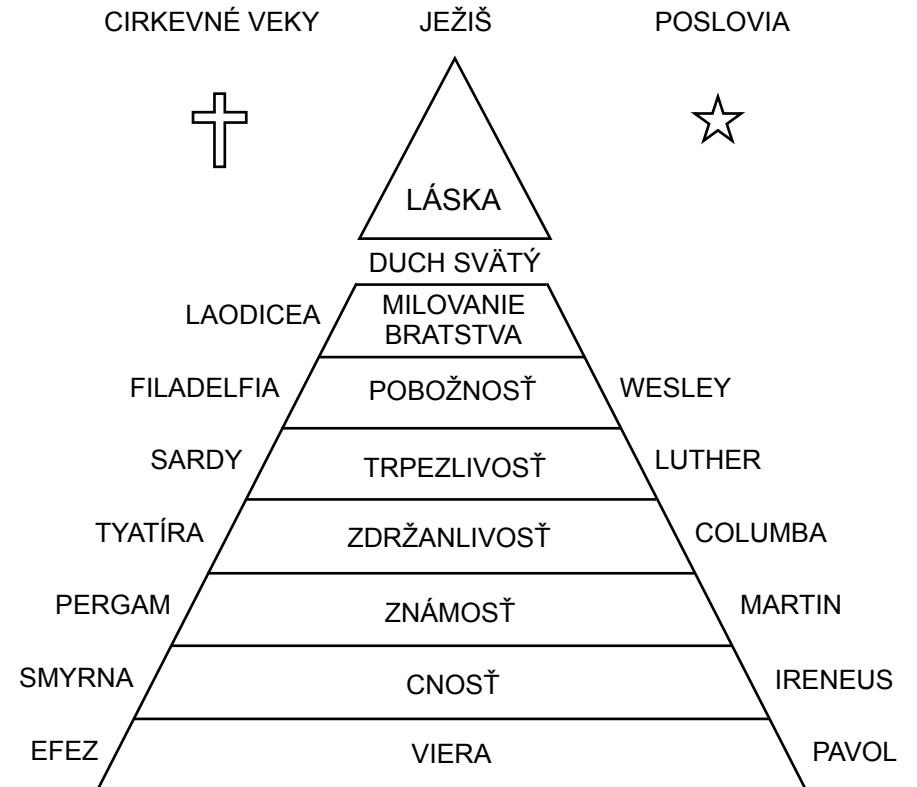 CIRKEVNÉ VEKY JEŽIŠ POSLOVIA
LÁSKA
DUCH SVÄTÝ
LAODICEA MILOVANIE
BRATSTVA
FILADELFIA POBOŽNOSŤ WESLEY
SARDY TRPEZLIVOSŤ LUTHER
TYATÍRA ZDRŽANLIVOSŤ COLUMBA
PERGAM ZNÁMOSŤ MARTIN
SMYRNA CNOSŤ IRENEUS
EFEZ VIERA PAVOL